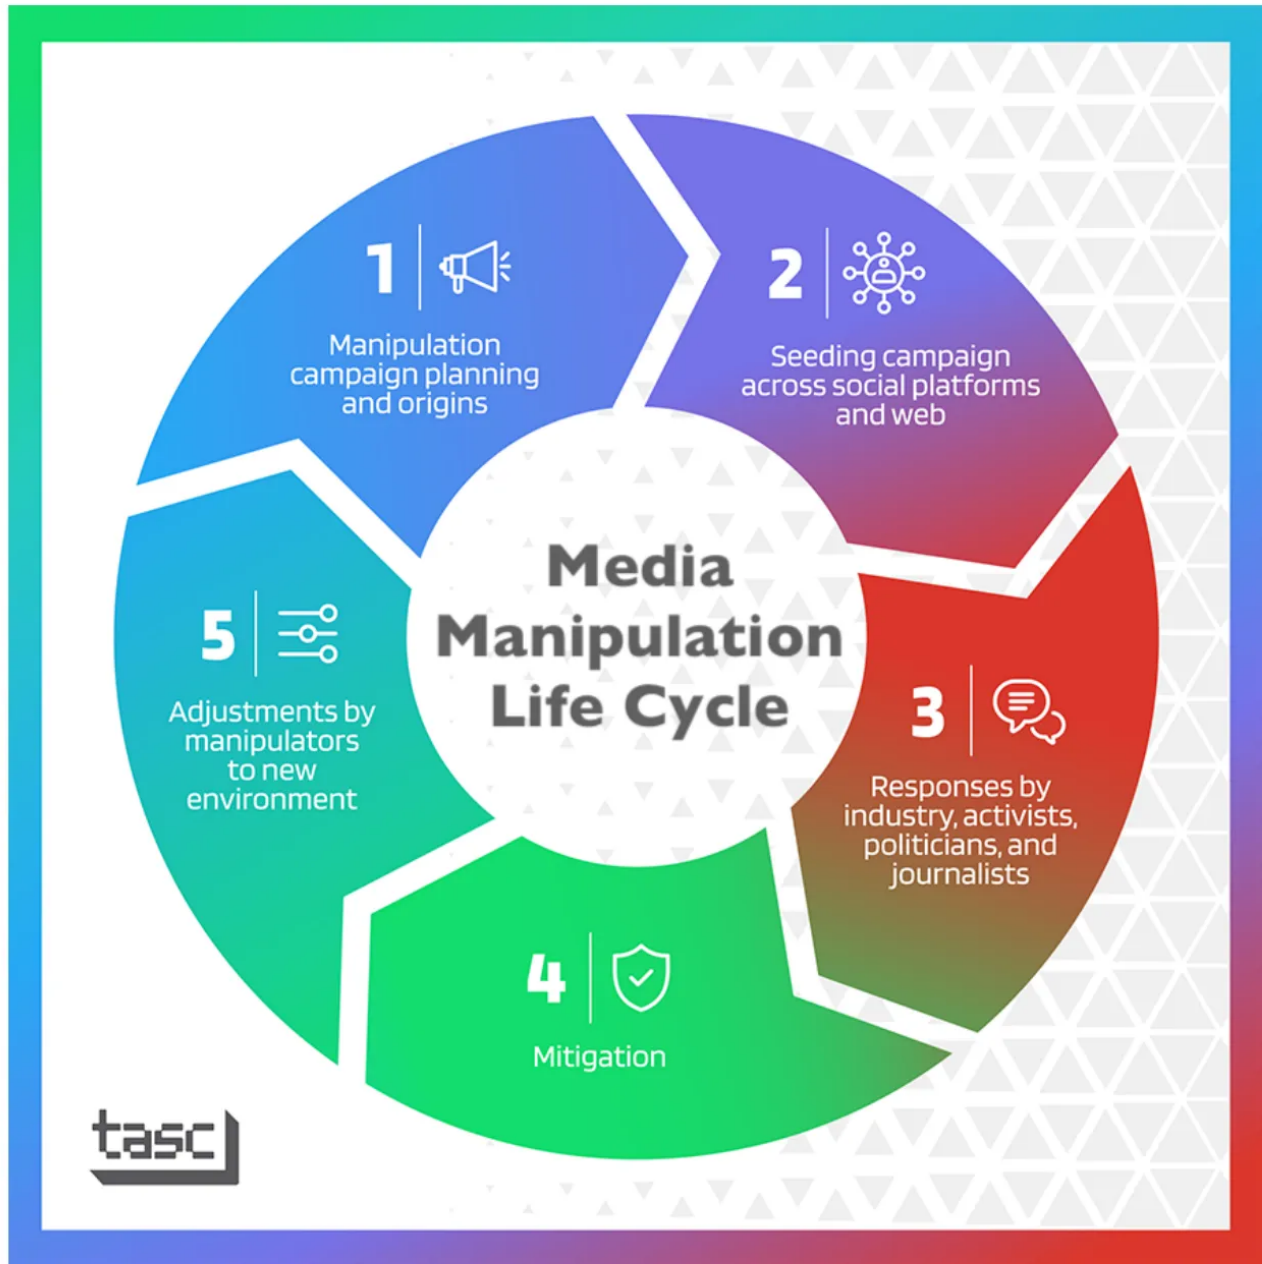 1
Manipulation
campaign planning
and origins
2
Seeding campaign
across social platforms
and web
Media
Manipulation
Life Cycle
3
Responses by
industry, activists,
politicians, and
journalists
4
Mitigation
5
Adjustments by
manipulators
to new
environment
tasc